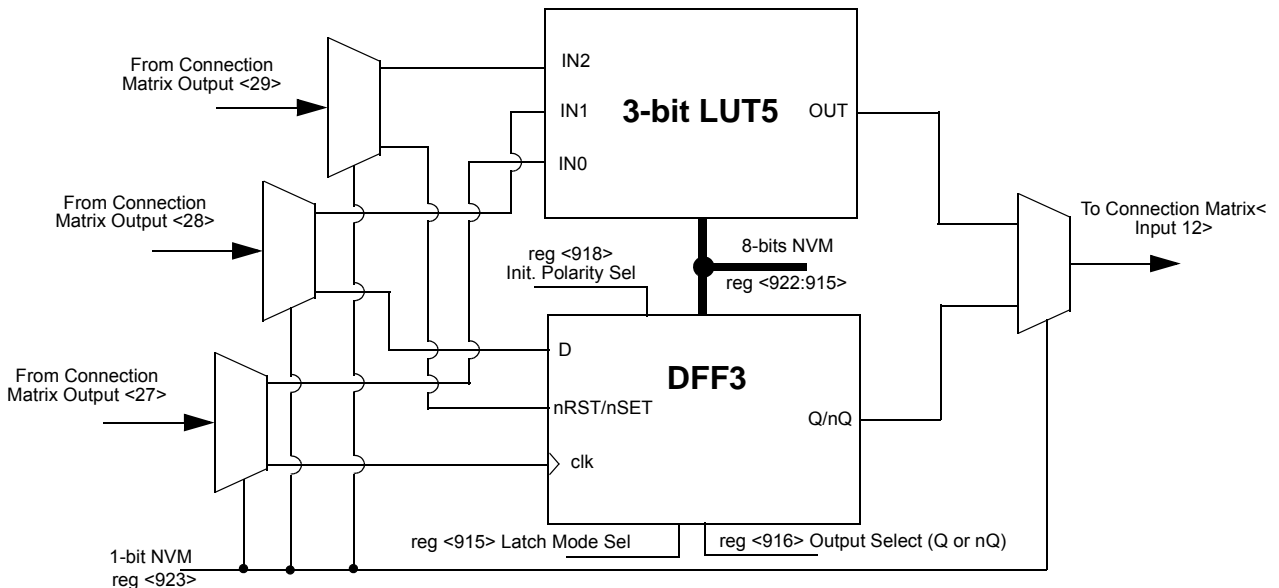 From Connection
Matrix Output <29>
IN2
IN1
3-bit LUT5
OUT
IN0
From Connection
Matrix Output <28>
To Connection Matrix<
Input 12>
reg <918>
Init. Polarity Sel
8-bits NVM
reg <922:915>
D
DFF3
From Connection
Matrix Output <27>
nRST/nSET
Q/nQ
clk
reg <915> Latch Mode Sel
reg <916> Output Select (Q or nQ)
1-bit NVM
reg <923>